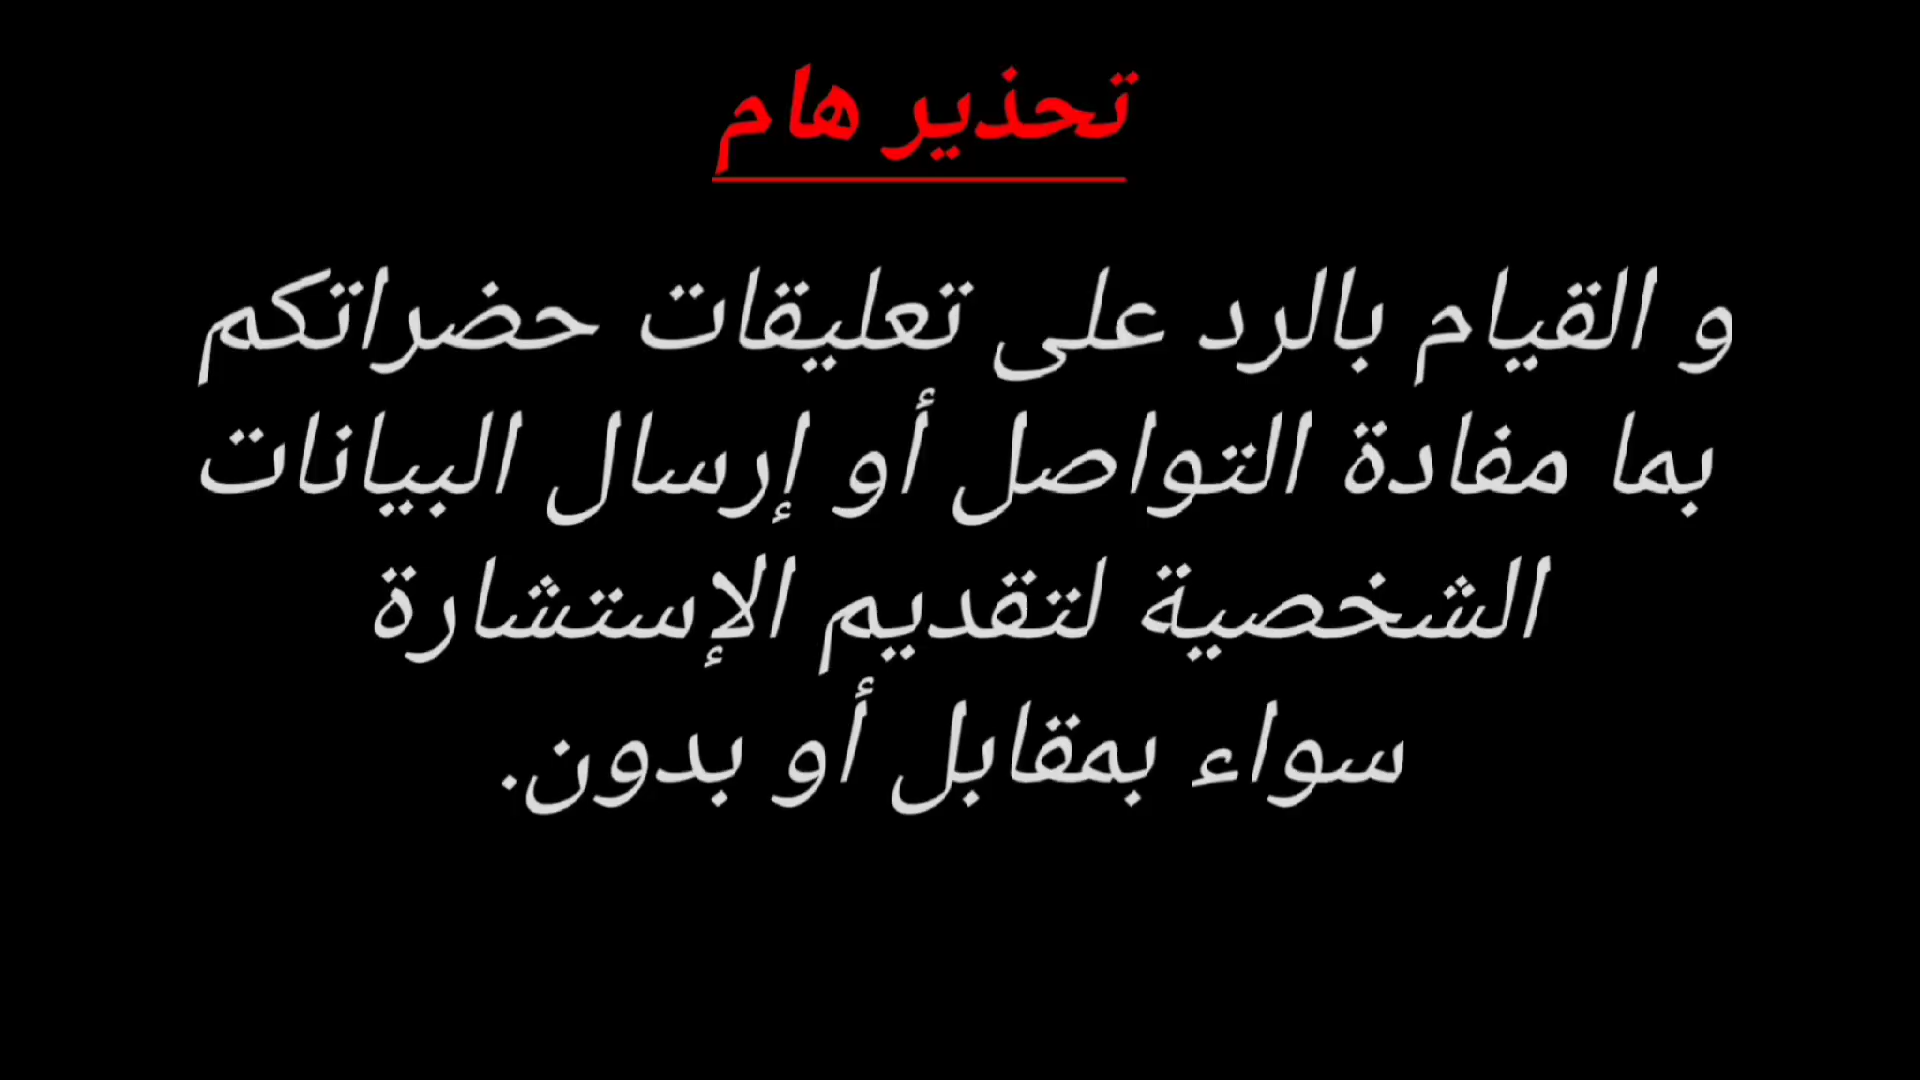 تحذير هام
و القيام بالرد على تعليقات حضراتكم
بما مفادة التواصل أو إرسال البيانات
الشخصية لتقديم الإستشارة
سواء بمقابل أو بدون.